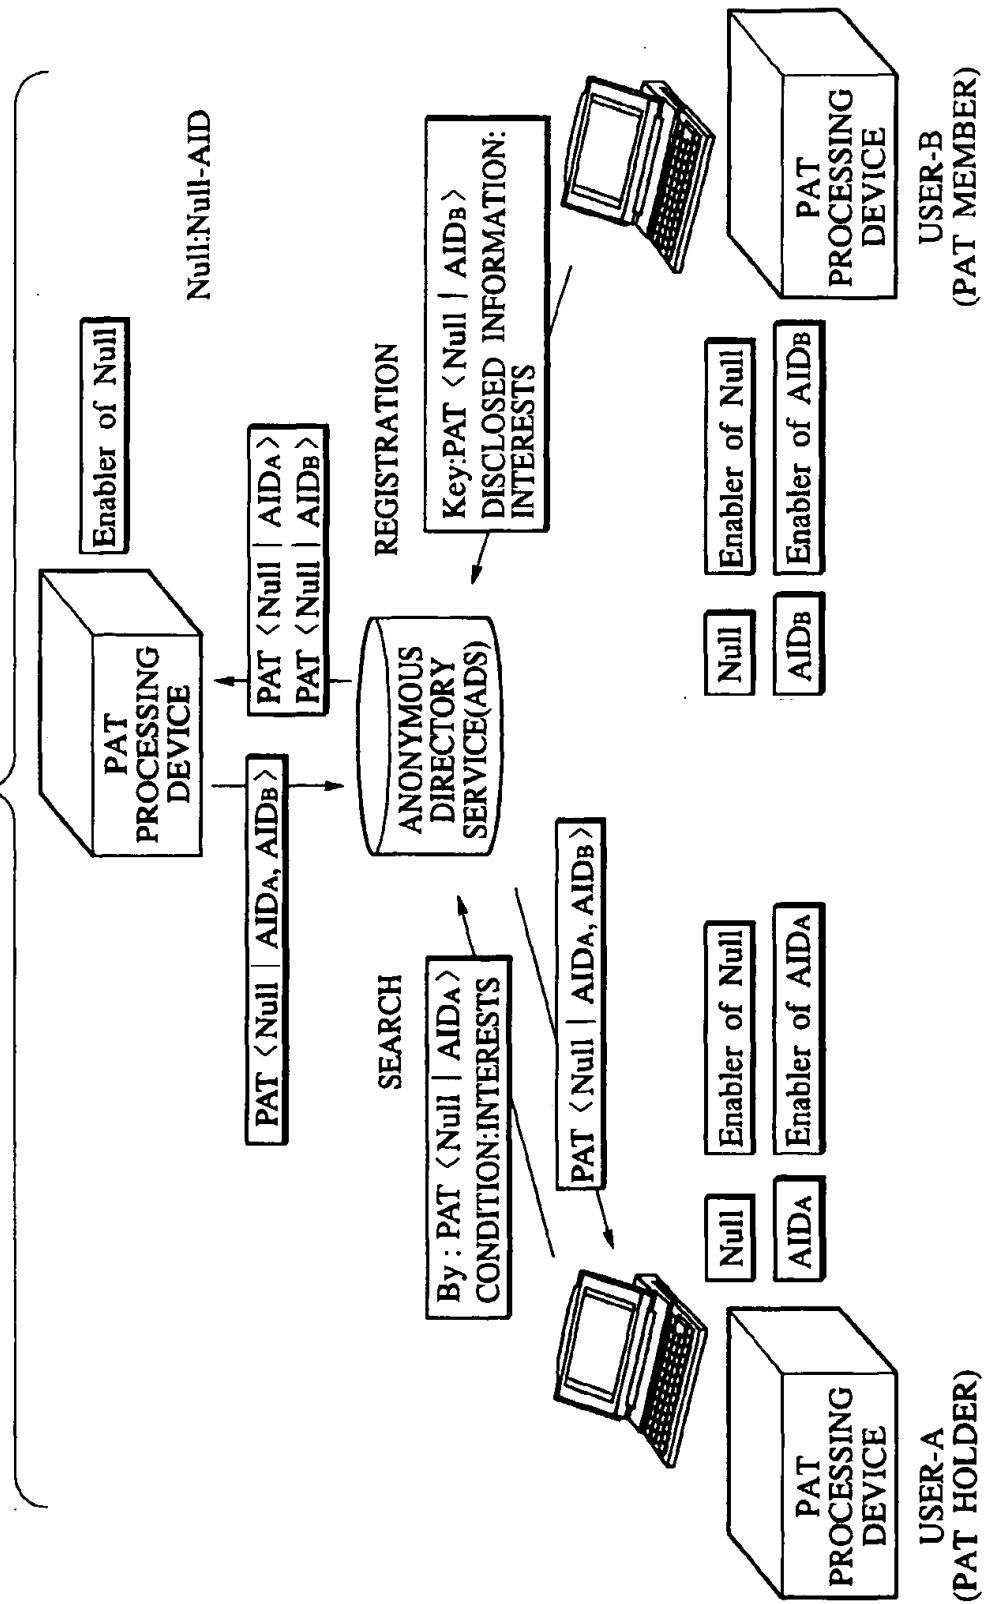 PAT
PROCESSING
DEVICE
Enabler of Null
Null:Null-AID
PAT <Null | AIDA, AIDB>
PAT <Null | AIDA>
PAT <Null | AIDB>
SEARCH
REGISTRATION
ANONYMOUS
DIRECTORY
SERVICE(ADS)
By : PAT <Null | AIDA>
CONDITION:INTERESTS
Key:PAT <Null | AIDB>
DISCLOSED INFORMATION:
INTERESTS
PAT <Null | AIDA, AIDB>
Null
Enabler of Null
AIDA
Enabler of AIDA
Null
Enabler of Null
AIDB
Enabler of AIDB
PAT
PROCESSING
DEVICE
USER-A
(PAT HOLDER)
PAT
PROCESSING
DEVICE
USER-B
(PAT MEMBER)